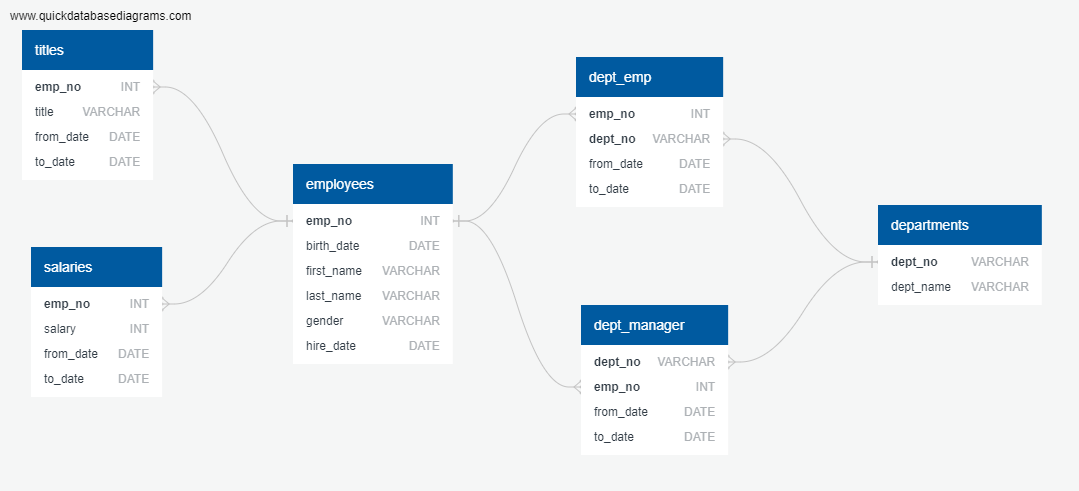 www.quickdatabasediagrams.com
titles
emp_no INT
title VARCHAR
from_date DATE
to_date DATE
salaries
emp_no INT
salary INT
from_date DATE
to_date DATE
employees
emp_no INT
birth_date DATE
first_name VARCHAR
last_name VARCHAR
gender VARCHAR
hire_date DATE
dept_emp
emp_no INT
dept_no VARCHAR
from_date DATE
to_date DATE
dept_manager
dept_no VARCHAR
emp_no INT
from_date DATE
to_date DATE
departments
dept_no VARCHAR
dept_name VARCHAR